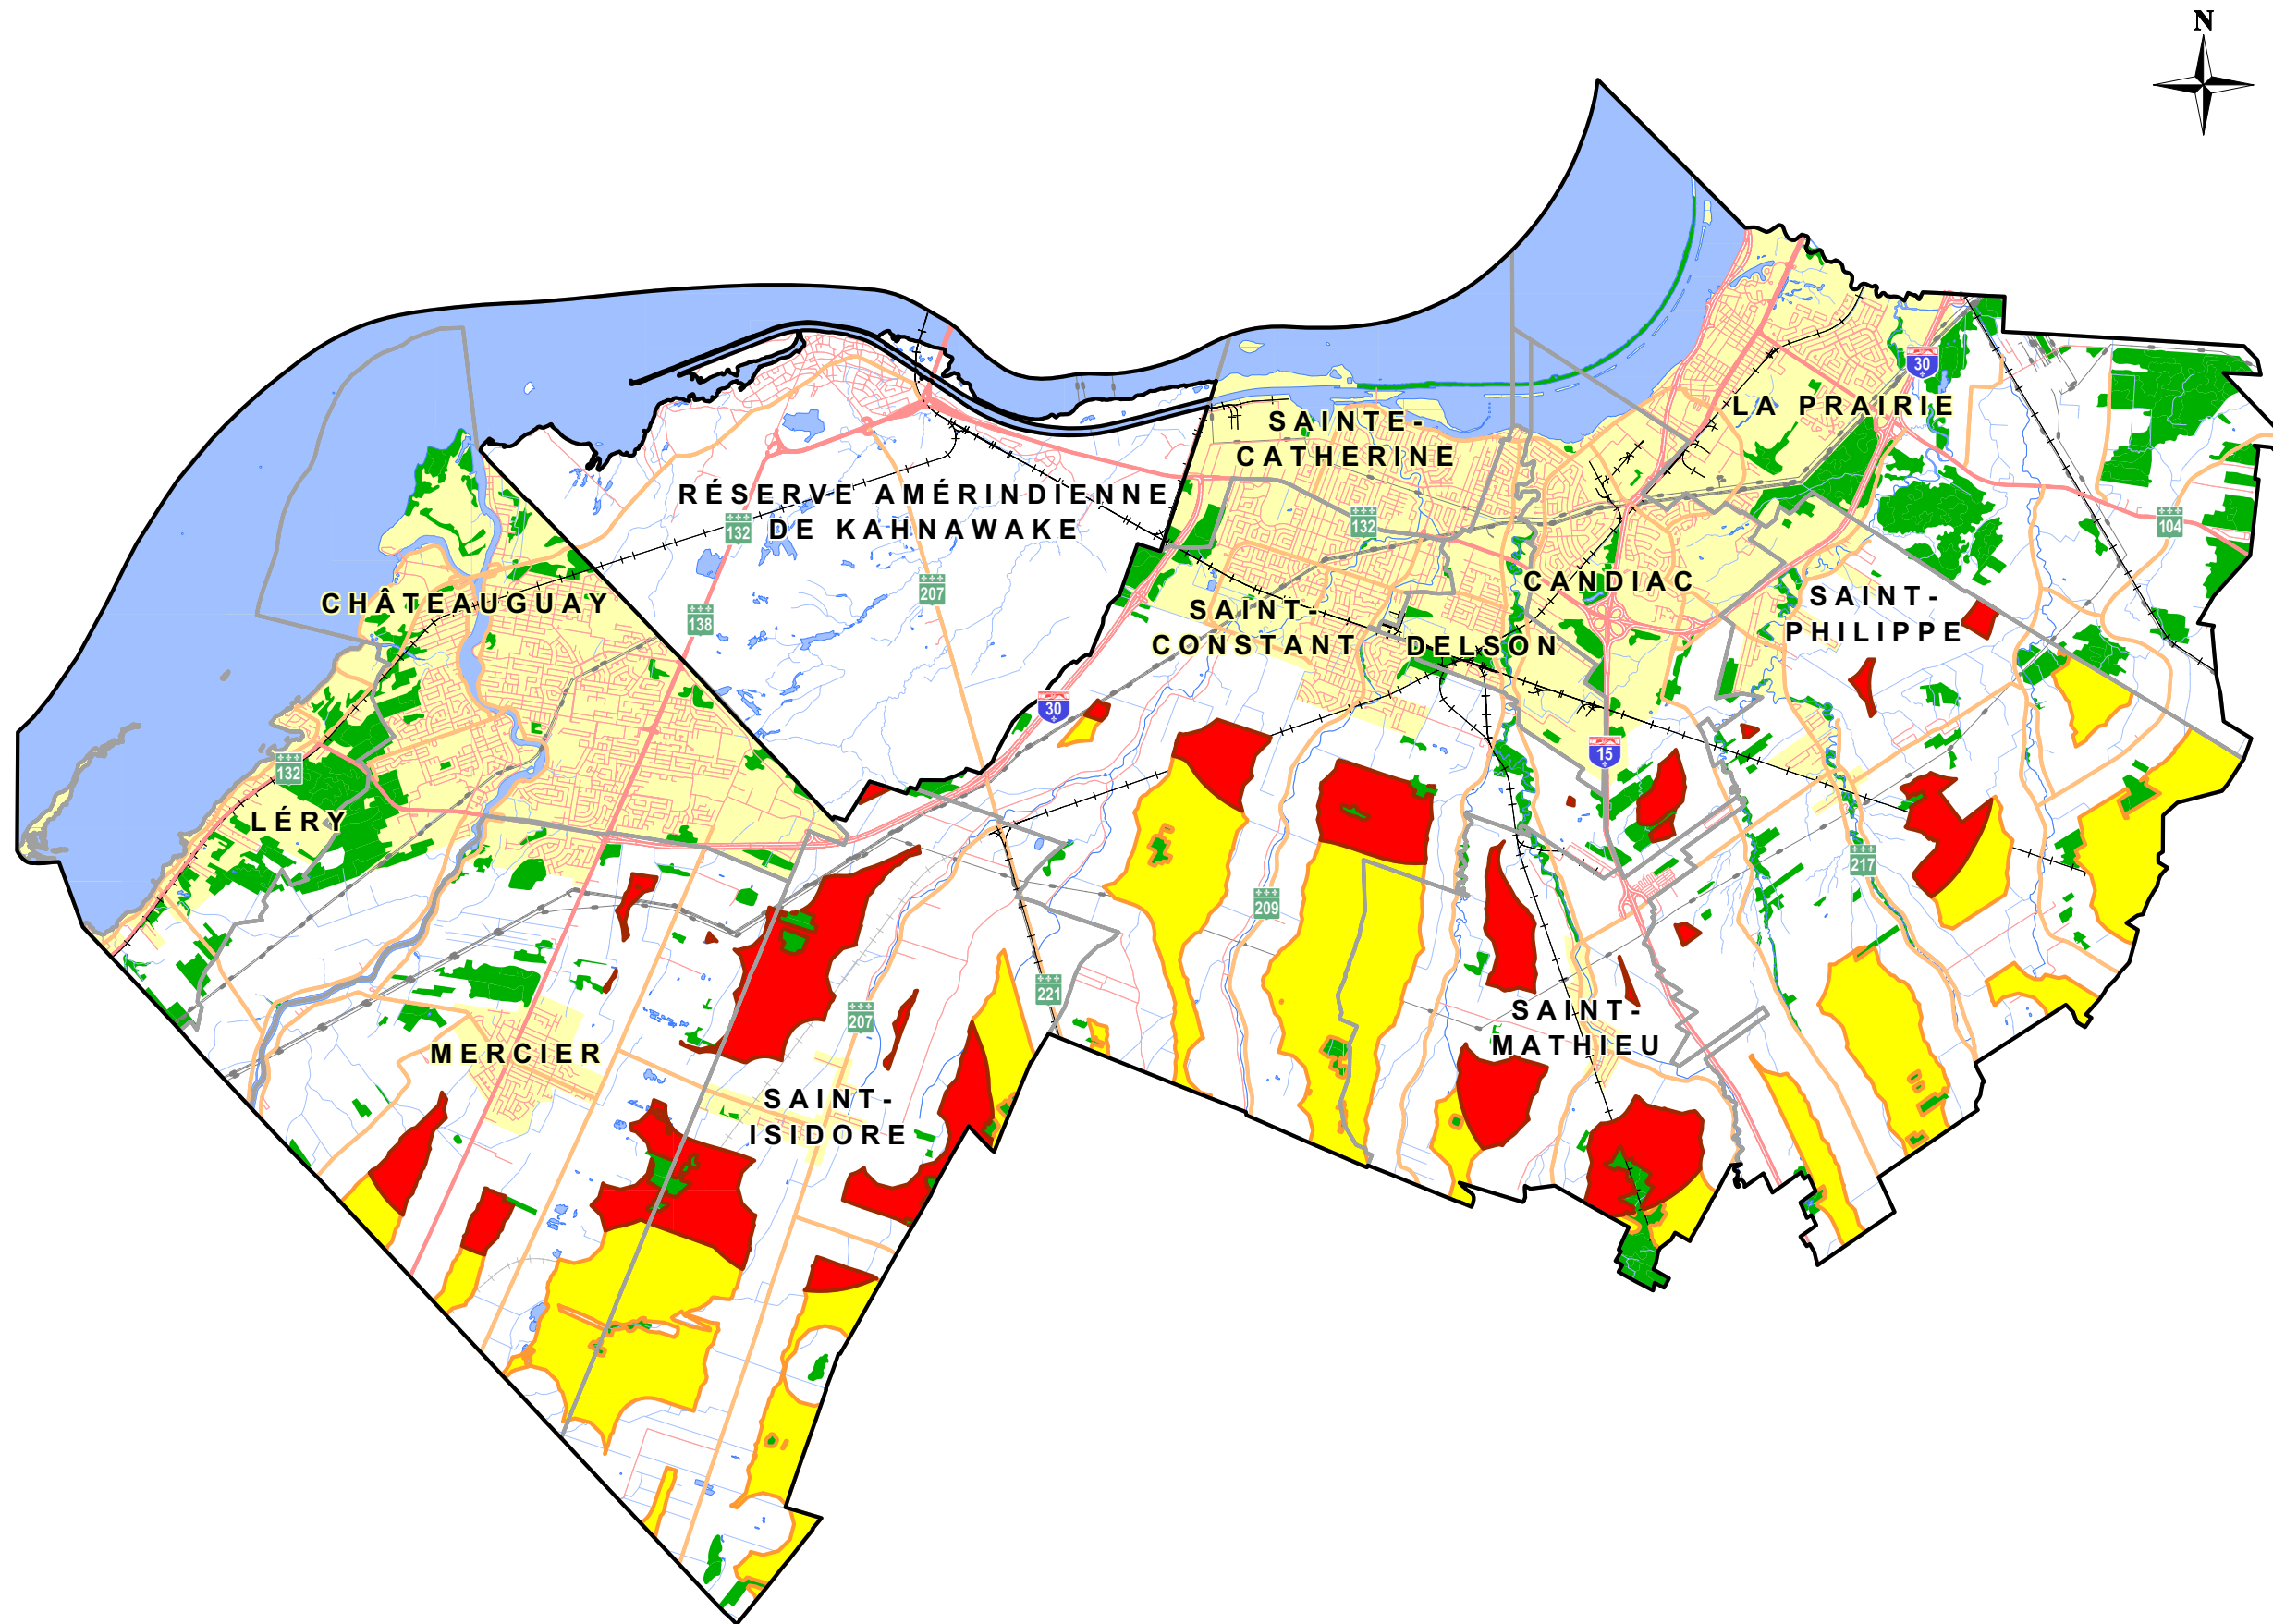 N
30
LA PRAIRIE
SAINTE-
CATHERINE
RÉSERVE AMÉRINDIENNE
DE KAHNAWAKE
132
132
104
CANDIAC
207
CHÂTEAUGUAY
138
SAINT-
CONSTANT
DELSON
SAINT-
PHILIPPE
30
15
132
LÉRY
217
209
221
207
SAINT-
MATHIEU
MERCIER
SAINT-
ISIDORE